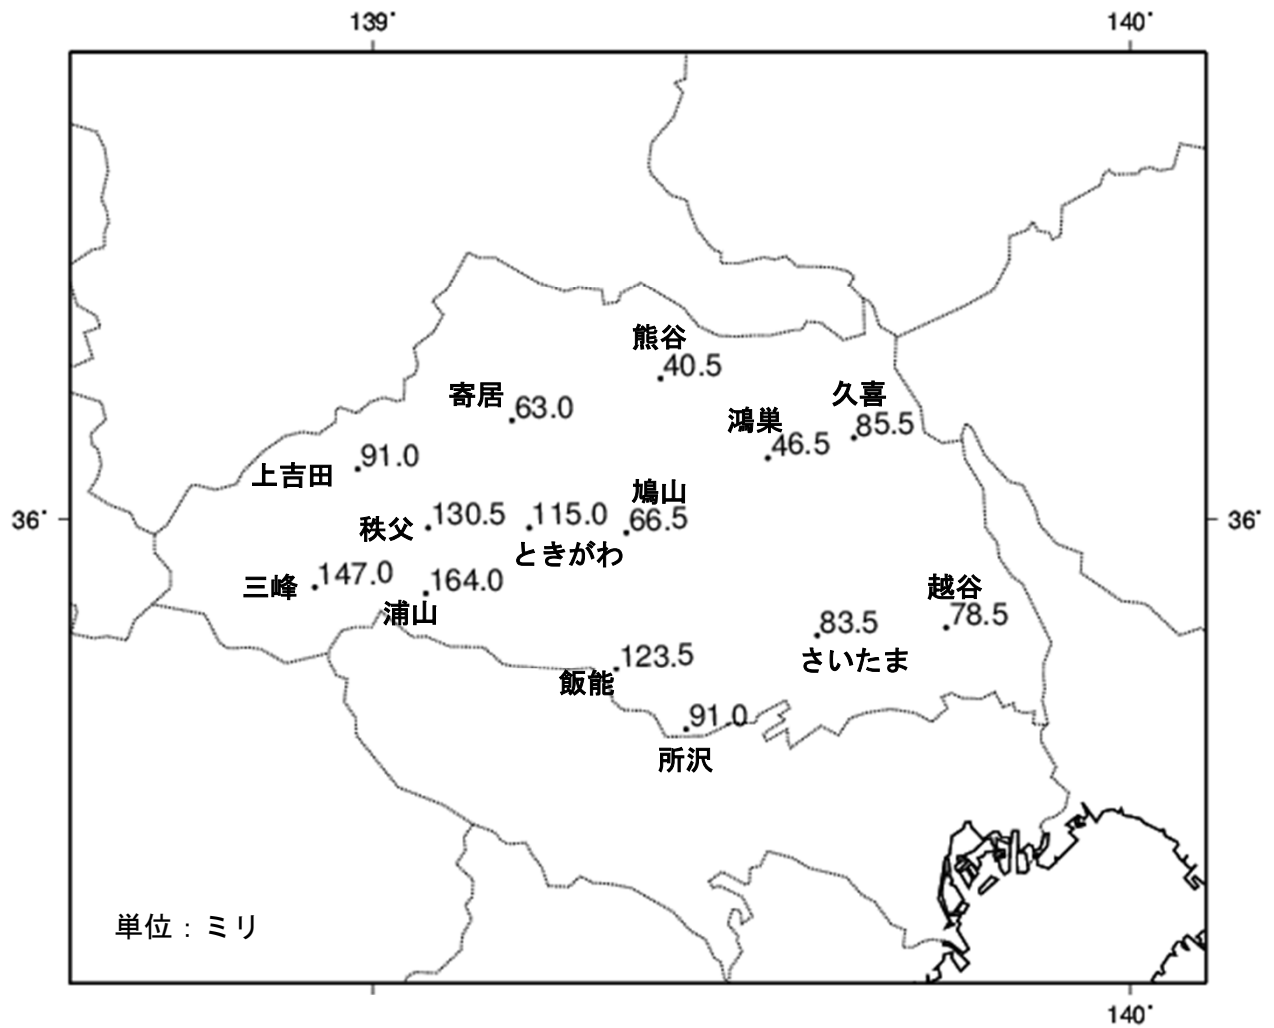 139° 140°
熊谷
40.5
寄居
63.0
久喜
85.5
鴻巣
46.5
上吉田
91.0
鳩山
66.5
36° 36°
秩父
130.5
115.0
ときがわ
三峰
147.0
164.0
浦山
越谷
78.5
83.5
さいたま
123.5
飯能
91.0
所沢
単位：ミリ
140°